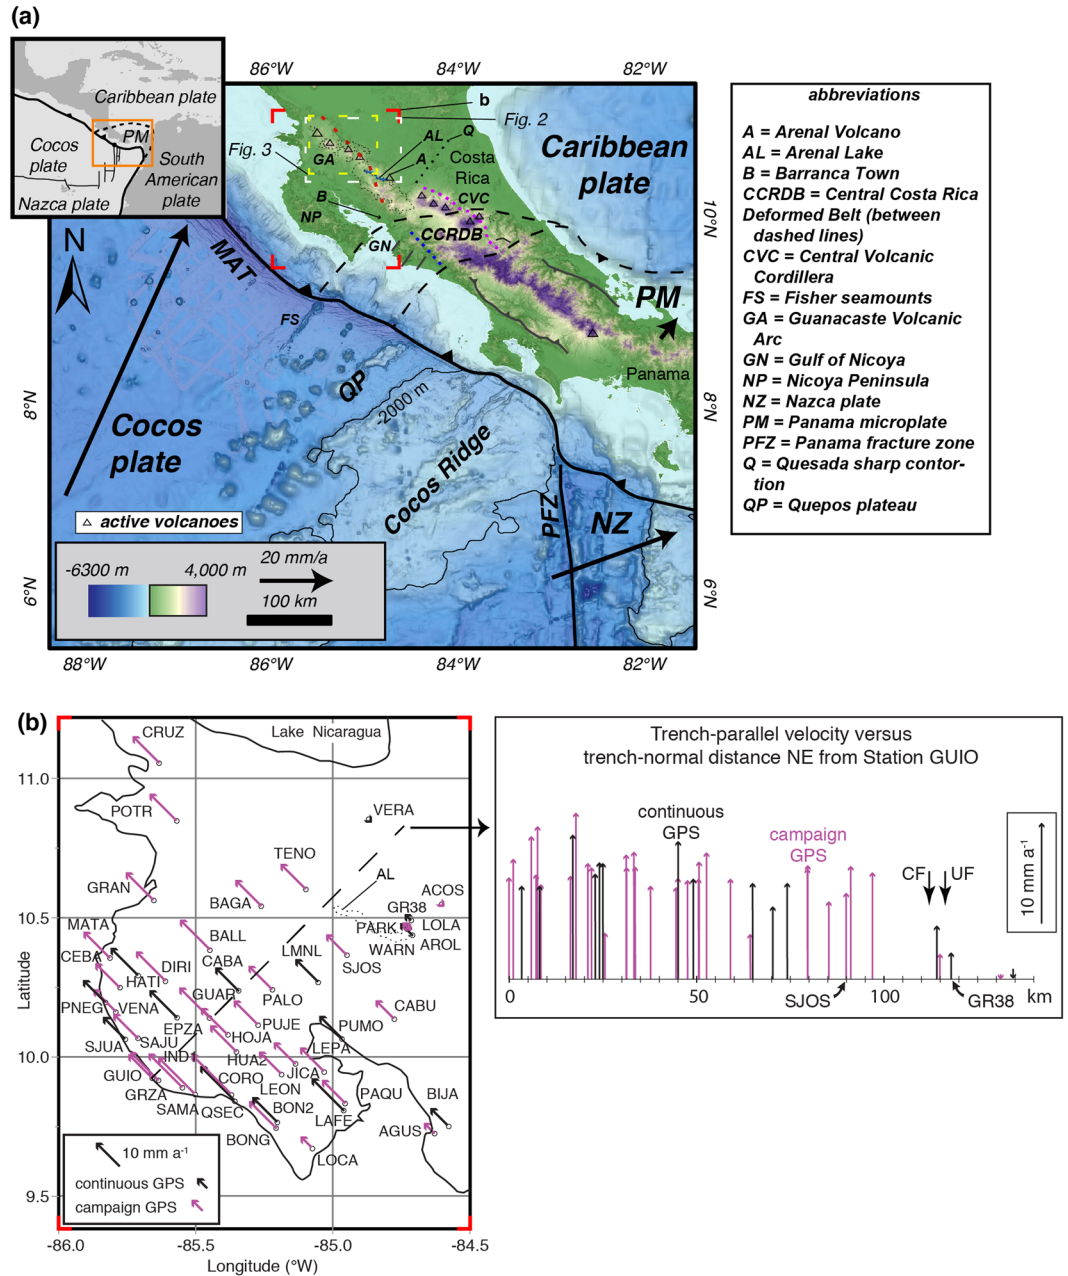 (a)
86°W
84°W
82°W
Caribbean plate
PM
Cocos
plate
South
American
plate
Nazca plate
b
Fig. 2
Fig. 3
AL
Q
GA
A
Costa
Rica
Caribbean
plate
B
NP
CVC
CCRDB
GN
10°N
N
MAT
FS
PM
Panama
QP
-2000 m
8°N
8°N
Cocos
plate
Cocos Ridge
PFZ
NZ
active volcanoes
-6300 m
4,000 m
20 mm/a
100 km
6°N
6°N
88°W
86°W
84°W
82°W
abbreviations
A = Arenal Volcano
AL = Arenal Lake
B = Barranca Town
CCRDB = Central Costa Rica
Deformed Belt (between
dashed lines)
CVC = Central Volcanic
Cordillera
FS = Fisher seamounts
GA = Guanacaste Volcanic
Arc
GN = Gulf of Nicoya
NP = Nicoya Peninsula
NZ = Nazca plate
PM = Panama microplate
PFZ = Panama fracture zone
Q = Quesada sharp contor-
tion
QP = Quepos plateau
(b)
CRUZ
Lake Nicaragua
11.0
POTR
VERA
TENO
AL
GRAN
BAGA
ACOS
GR38
10.5
MATA
BALL
PARK
LOLA
WARN
AROL
CEBA
CABA
LMNL
SJOS
DIRI
HATI
GUAR
PALO
CABU
PNEG
VENA
EPZA
PUJE
PUMO
SJUA
SAJU
HOJA
LEPA
10.0
IND1
HUA2
GUIO
JICA
GRZA
CORO
LEON
PAQU
BIJA
SAMA
QSEC
BON2
LAFE
AGUS
BONG
LOCA
10 mm a-1
continuous GPS
campaign GPS
9.5
-86.0
-85.5
-85.0
-84.5
Latitude
Longitude (°W)
Trench-parallel velocity versus
trench-normal distance NE from Station GUIO
continuous
GPS
campaign
GPS
CF
UF
10 mm a-1
0
50
100
km
SJOS
GR38